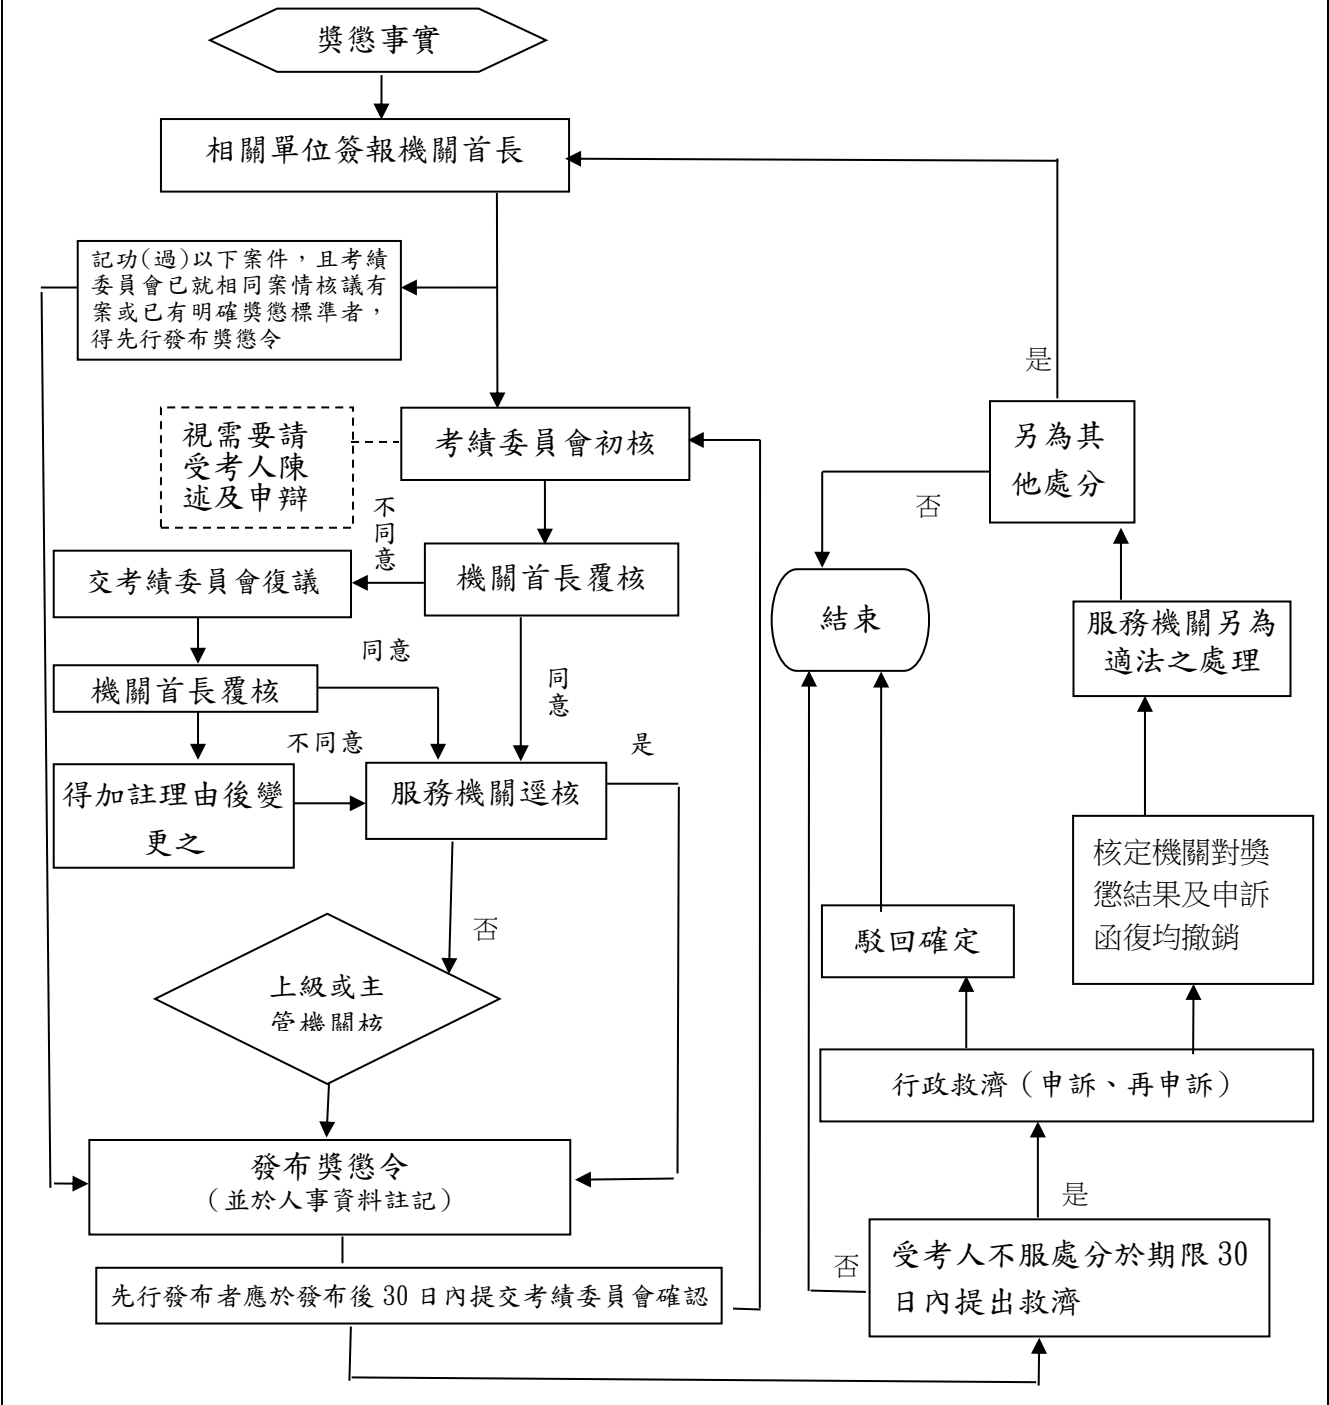 獎懲事實
相關單位簽報機關首長
記功(過)以下案件，且考績
委員會已就相同案情核議有
案或已有明確獎懲標準者，
得先行發布獎懲令
是
視需要請
受考人陳
述及申辯
考績委員會初核
另為其
他處分
否
不
同
意
交考績委員會復議
機關首長覆核
結束
服務機關另為
適法之處理
同意
機關首長覆核
同
意
不同意
是
得加註理由後變
更之
服務機關逕核
核定機關對獎
懲結果及申訴
函復均撤銷
否
駁回確定
上級或主
管機關核
行政救濟（申訴、再申訴）
發布獎懲令
（並於人事資料註記）
是
否
受考人不服處分於期限 30
日內提出救濟
先行發布者應於發布後 30 日內提交考績委員會確認